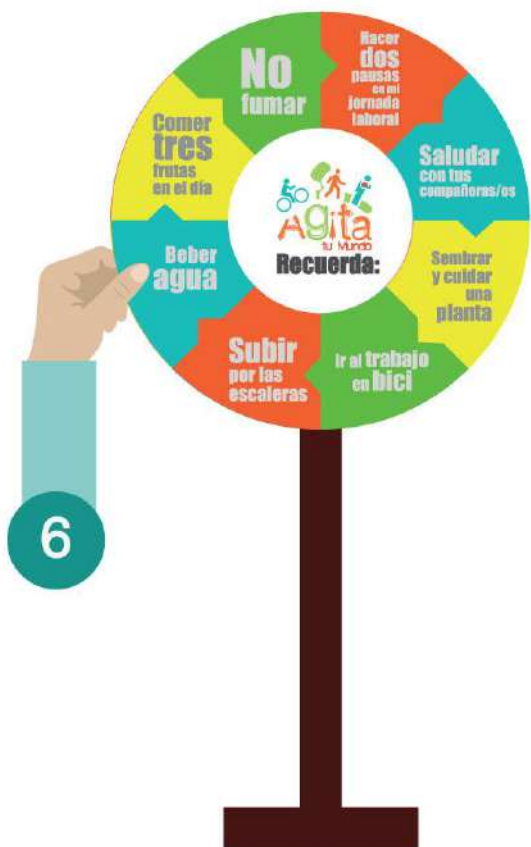 No
fumar
Hacer
dos
pausas
en mi
jornada
laboral
Saludar
con tus
compañeras/os
Sembrar
y cuidar
una
planta
Ir al trabajo
en bici
Subir
por las
escaleras
Beber
agua
Comer
tres
frutas
en el día
Agita
tu Mundo
Recuerda:
6